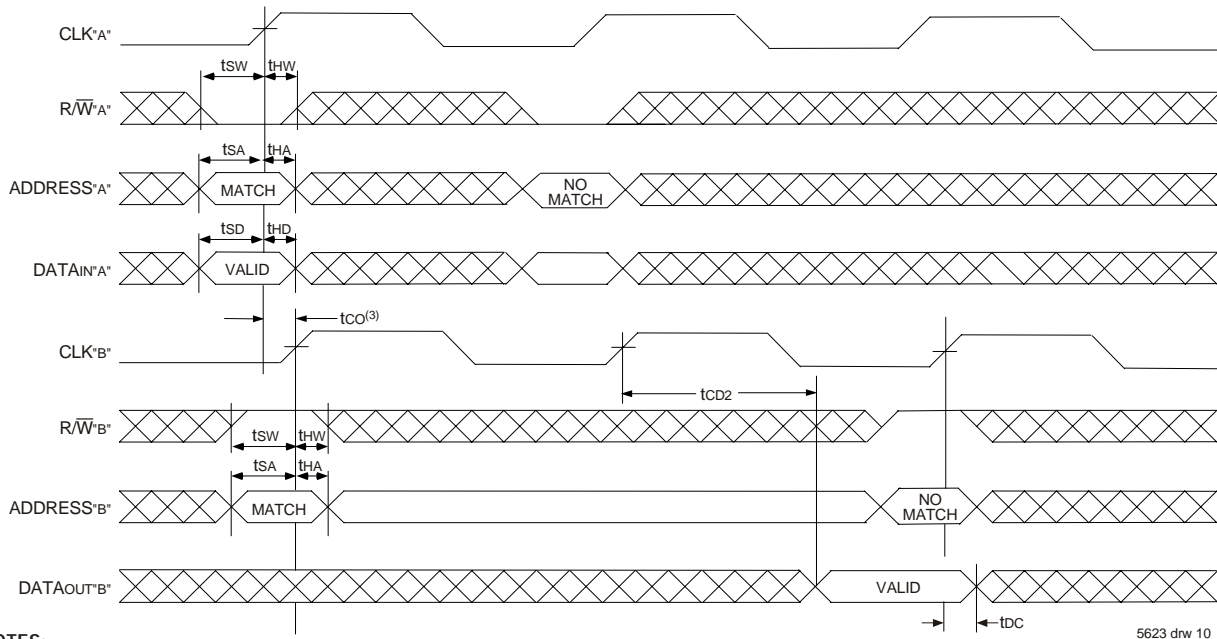 CLK"A"
tSW tHW
R/W̅"A"
tSA tHA
ADDRESS"A" MATCH NO MATCH
tSD tHD
DATAIN"A" VALID
tCO(3)
CLK"B"
tCD2
R/W̅"B"
tSW tHW
tSA tHA
ADDRESS"B" MATCH NO MATCH
DATAOUT"B" VALID
tDC
5623 drw 10